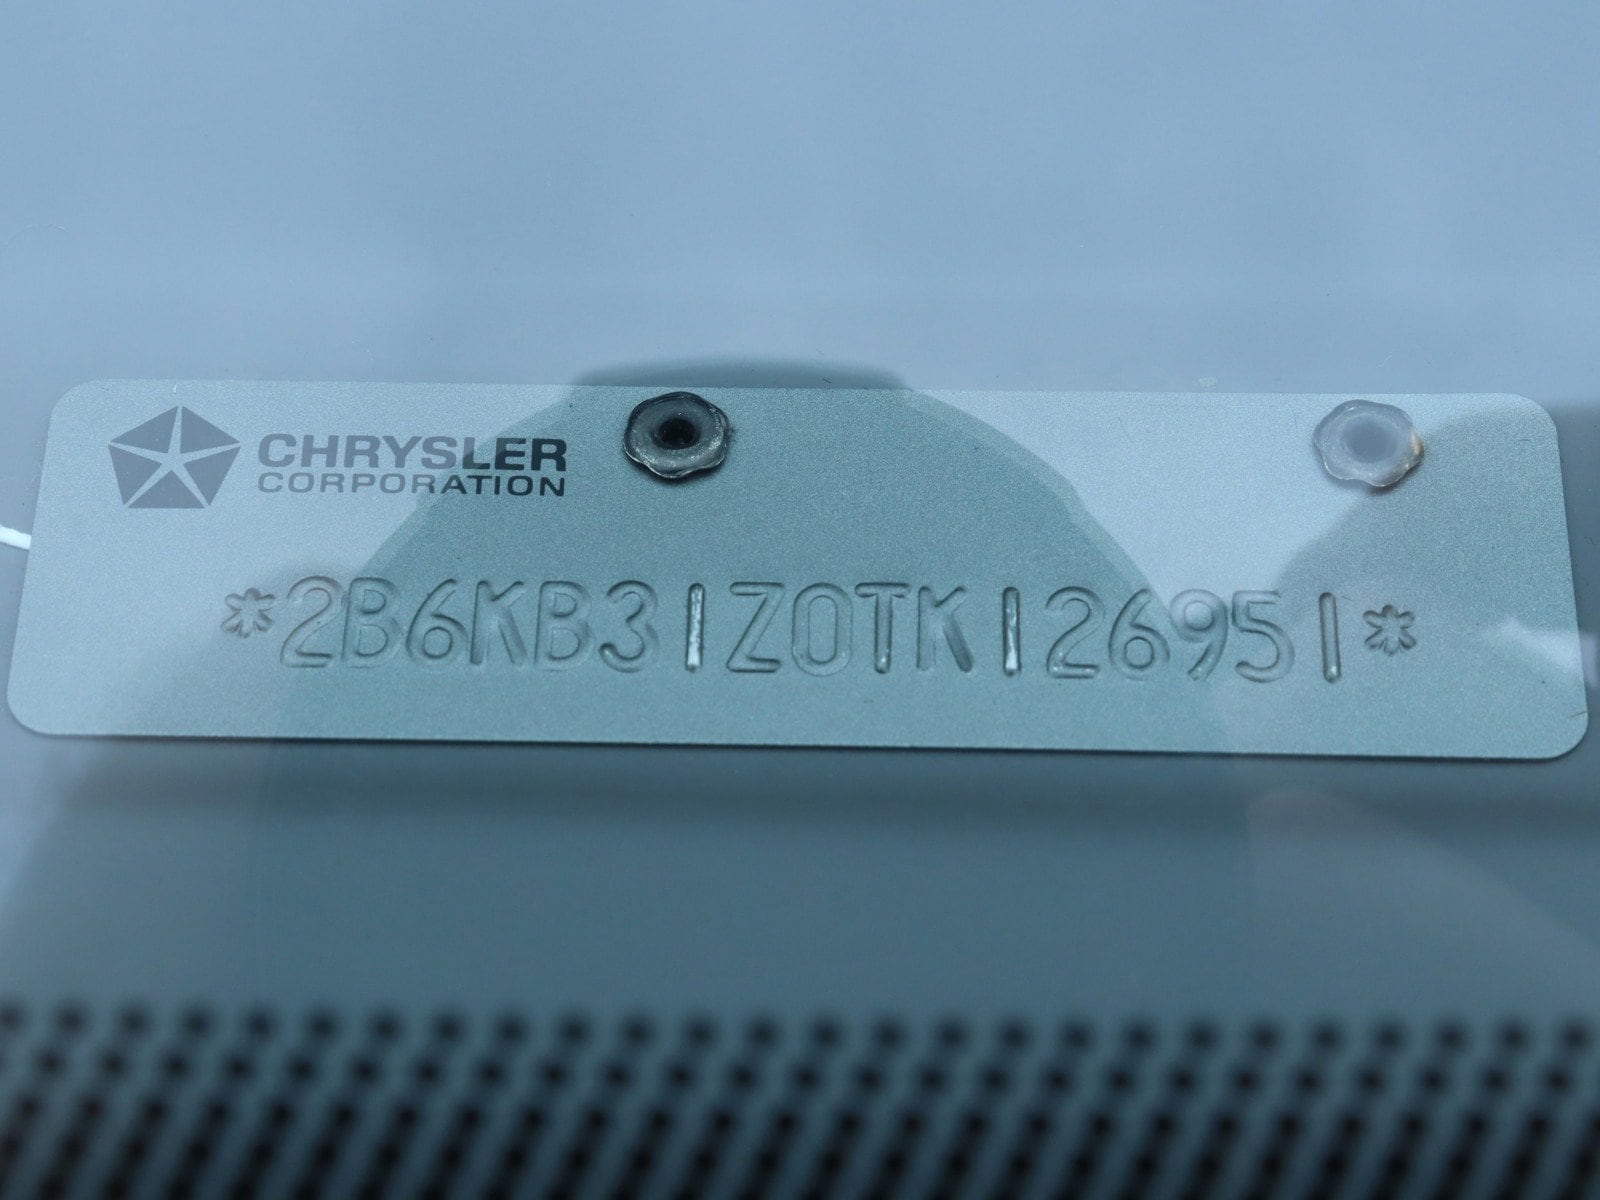 CHRYSLER
CORPORATION
*2B6KB31Z0TK126951*